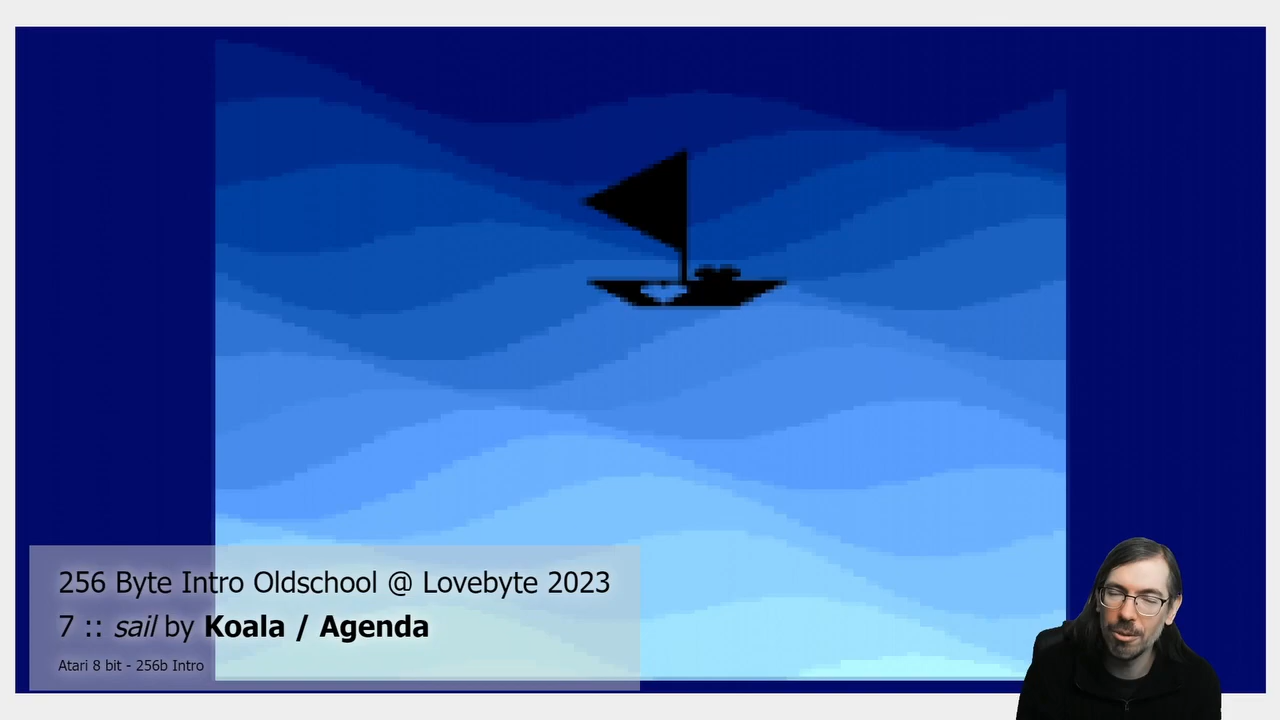 256 Byte Intro Oldschool @ Lovebyte 2023
7 :: sail by Koala / Agenda
Atari 8 bit - 256b Intro